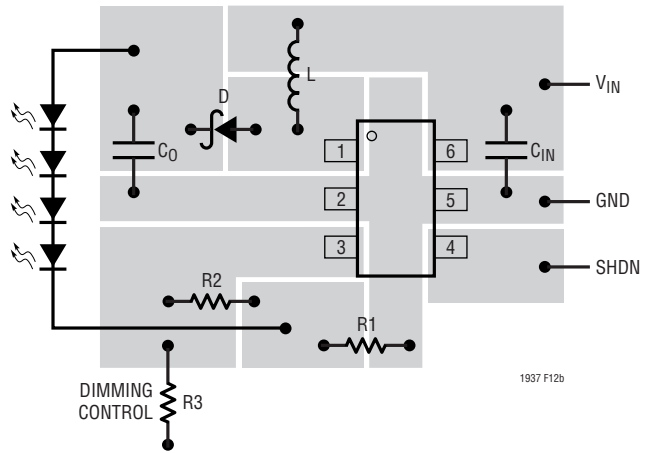 L
D
V_IN
C_O
1
6
C_IN
2
5
GND
3
4
SHDN
R2
R1
1937 F12b
DIMMING
CONTROL
R3